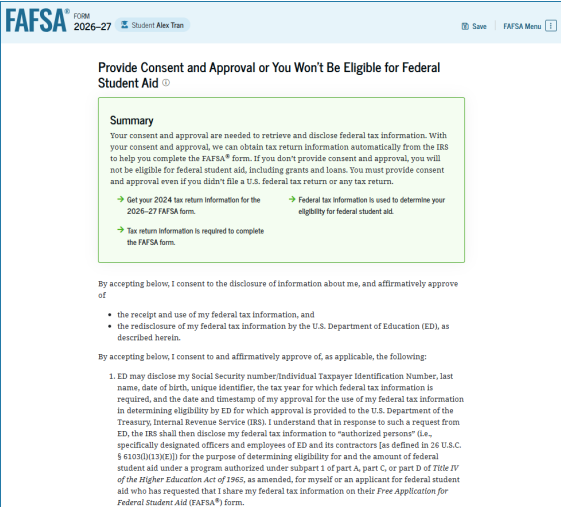 FAFSA® FORM
2026–27
Student Alex Tran
Save
FAFSA Menu
Provide Consent and Approval or You Won't Be Eligible for Federal
Student Aid
Summary
Your consent and approval are needed to retrieve and disclose federal tax information. With
your consent and approval, we can obtain tax return information automatically from the IRS
to help you complete the FAFSA® form. If you don't provide consent and approval, you will
not be eligible for federal student aid, including grants and loans. You must provide consent
and approval even if you didn't file a U.S. federal tax return or any tax return.
Get your 2024 tax return information for the
2026–27 FAFSA form.
Federal tax information is used to determine your
eligibility for federal student aid.
Tax return information is required to complete
the FAFSA form.
By accepting below, I consent to the disclosure of information about me, and affirmatively approve
of
• the receipt and use of my federal tax information, and
• the redisclosure of my federal tax information by the U.S. Department of Education (ED), as
described herein.
By accepting below, I consent to and affirmatively approve of, as applicable, the following:
1. ED may disclose my Social Security number/Individual Taxpayer Identification Number, last
name, date of birth, unique identifier, the tax year for which federal tax information is
required, and the date and timestamp of my approval for the use of my federal tax information
in determining eligibility by ED for which approval is provided to the U.S. Department of the
Treasury, Internal Revenue Service (IRS). I understand that in response to such a request from
ED, the IRS shall then disclose my federal tax information to "authorized persons" (i.e.,
specifically designated officers and employees of ED and its contractors [as defined in 26 U.S.C.
§ 6103(l)(13)(E)]) for the purpose of determining eligibility for and the amount of federal
student aid under a program authorized under subpart 1 of part A, part C, or part D of Title IV
of the Higher Education Act of 1965, as amended, for myself or an applicant for federal student
aid who has requested that I share my federal tax information on their Free Application for
Federal Student Aid (FAFSA®) form.